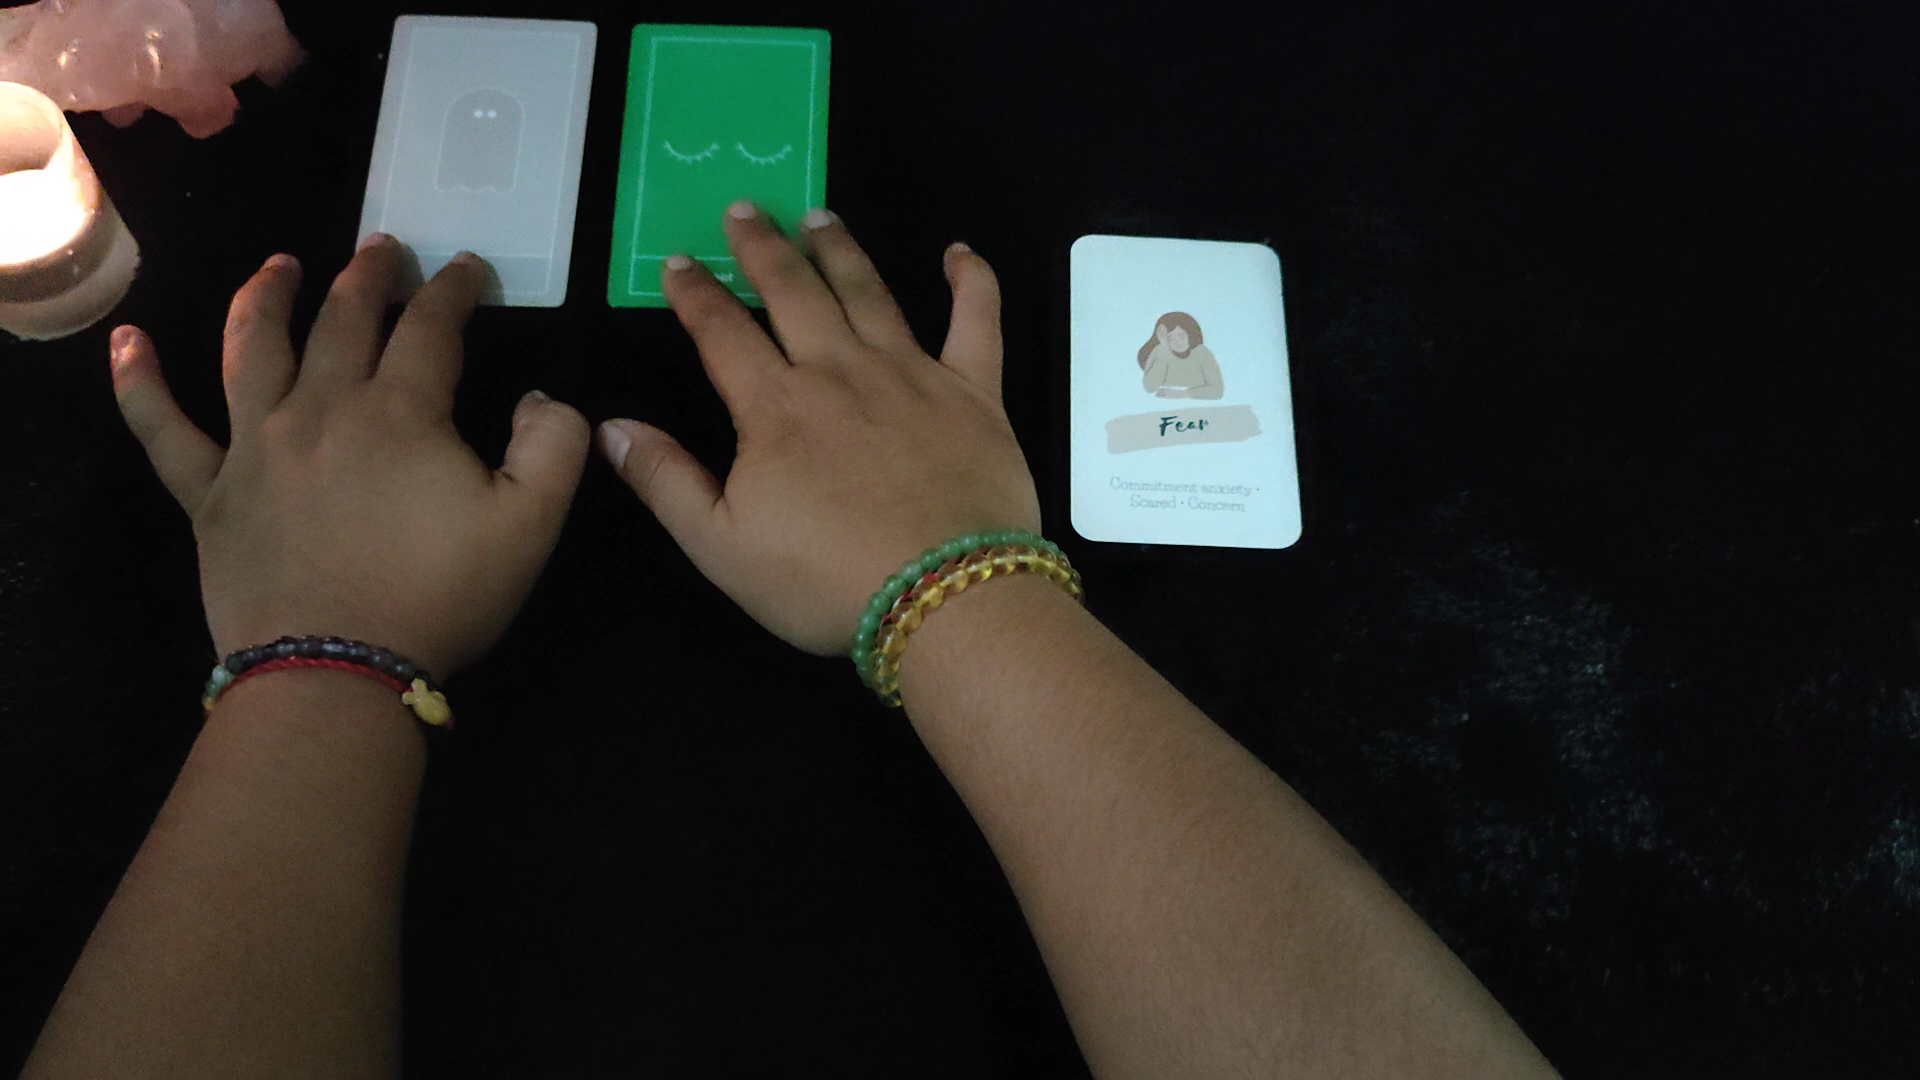 Fear
Commitment anxiety •
Scared • Concern